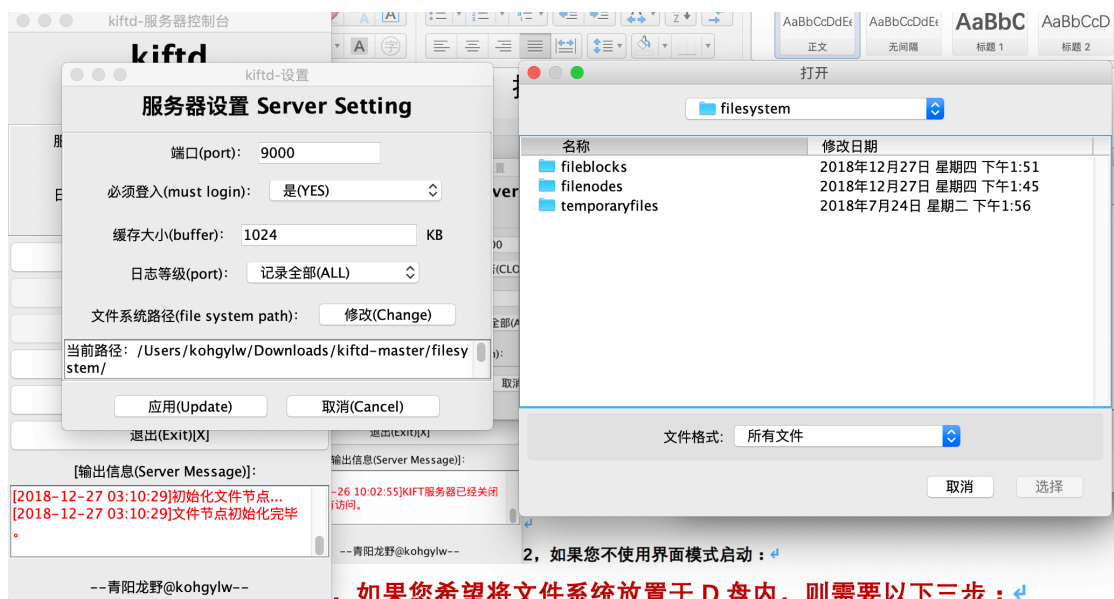 kiftd-服务器控制台
kiftd
kiftd-设置
服务器设置 Server Setting
端口(port):
9000
必须登入(must login):
是(YES)
缓存大小(buffer):
1024
KB
日志等级(port):
记录全部(ALL)
文件系统路径(file system path):
修改(Change)
当前路径：/Users/kohgylw/Downloads/kiftd-master/filesy
stem/
应用(Update)
取消(Cancel)
退出(Exit)[X]
[输出信息(Server Message)]:
[2018-12-27 03:10:29]初始化文件节点...
[2018-12-27 03:10:29]文件节点初始化完毕
。
--青阳龙野@kohgylw--
ver
00
(CLO
全部(A
取消
退出(Exit)[X]
输出信息(Server Message)]:
-26 10:02:55]KIFT服务器已经关闭
访问。
--青阳龙野@kohgylw--
AaBbCcDdEe
正文
AaBbCcDdEe
无间隔
AaBbC
标题 1
AaBbCcD
标题 2
打开
filesystem
名称
修改日期
fileblocks
2018年12月27日 星期四 下午1:51
filenodes
2018年12月27日 星期四 下午1:45
temporaryfiles
2018年7月24日 星期二 下午1:56
文件格式:
所有文件
取消
选择
2，如果您不使用界面模式启动：
如果您希望将文件系统放置于 D 盘内，则需要以下三步：